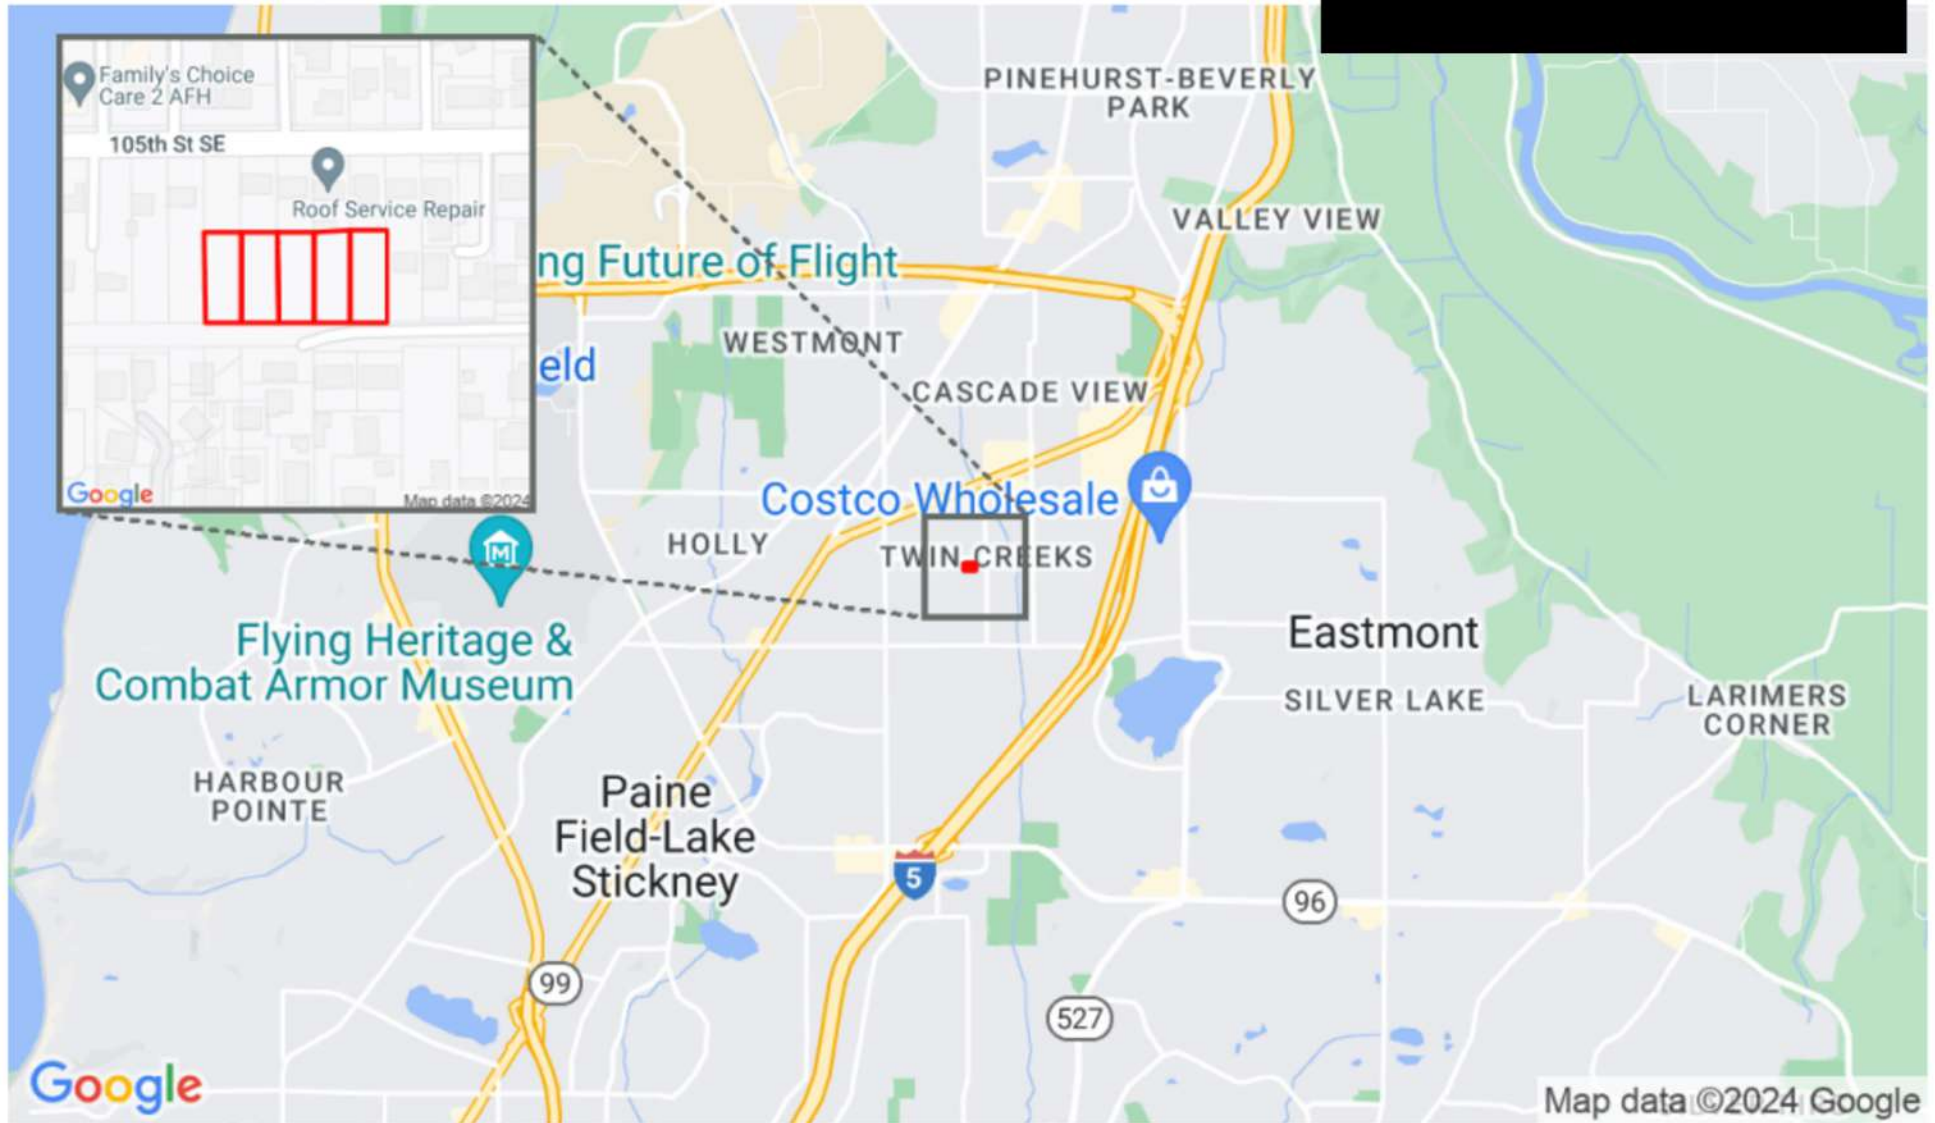 Family's Choice
Care 2 AFH
105th St SE
Roof Service Repair
Google
Map data ©2024
PINEHURST-BEVERLY
PARK
VALLEY VIEW
ng Future of Flight
WESTMONT
eld
CASCADE VIEW
Costco Wholesale
HOLLY
TWIN CREEKS
M
Flying Heritage &
Combat Armor Museum
Eastmont
SILVER LAKE
LARIMERS
CORNER
HARBOUR
POINTE
Paine
Field-Lake
Stickney
5
96
99
527
Google
Map data ©2024 Google